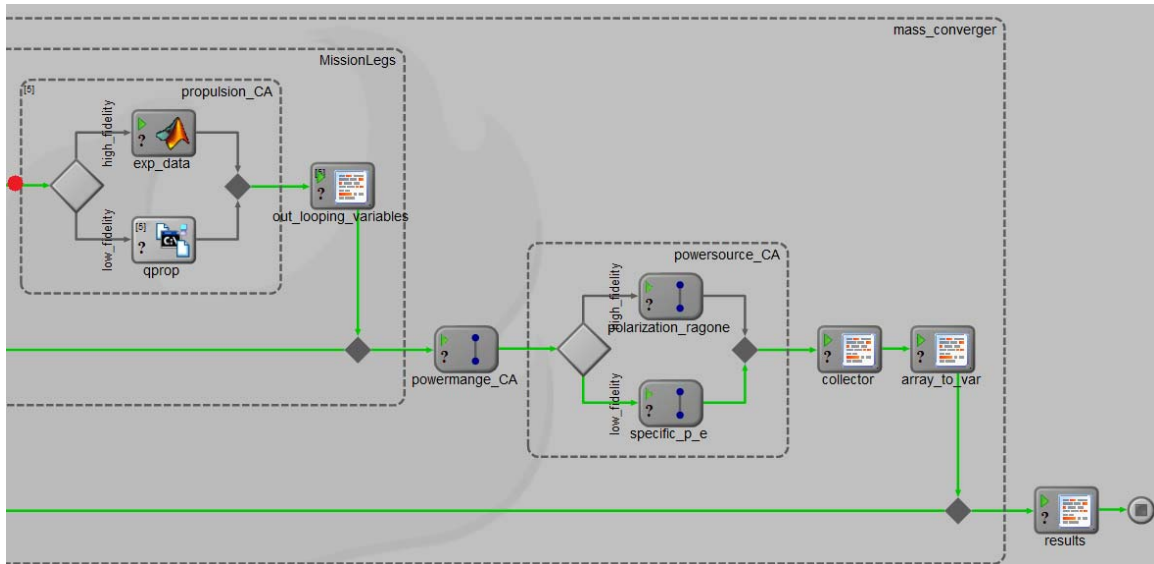 mass_converger
MissionLegs
[5]
propulsion_CA
high_fidelity
?
exp_data
[5]
?
out_looping_variables
low_fidelity
[5]
?
qprop
powersource_CA
high_fidelity
?
polarization_ragone
?
powermange_CA
?
collector
?
array_to_var
low_fidelity
?
specific_p_e
?
results